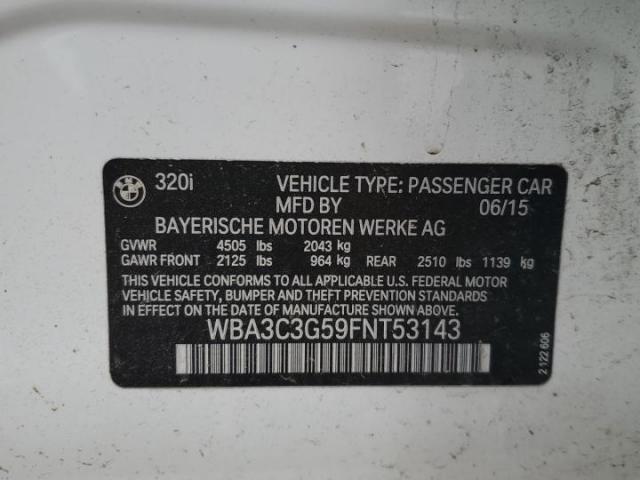 320i VEHICLE TYPE: PASSENGER CAR
MFD BY 06/15
BAYERISCHE MOTOREN WERKE AG
GVWR 4505 lbs 2043 kg
GAWR FRONT 2125 lbs 964 kg REAR 2510 lbs 1139 kg
THIS VEHICLE CONFORMS TO ALL APPLICABLE U.S. FEDERAL MOTOR
VEHICLE SAFETY, BUMPER, AND THEFT PREVENTION STANDARDS IN
EFFECT ON THE DATE OF MANUFACTURE SHOWN ABOVE.
WBA3C3G59FNT53143
2 122 606